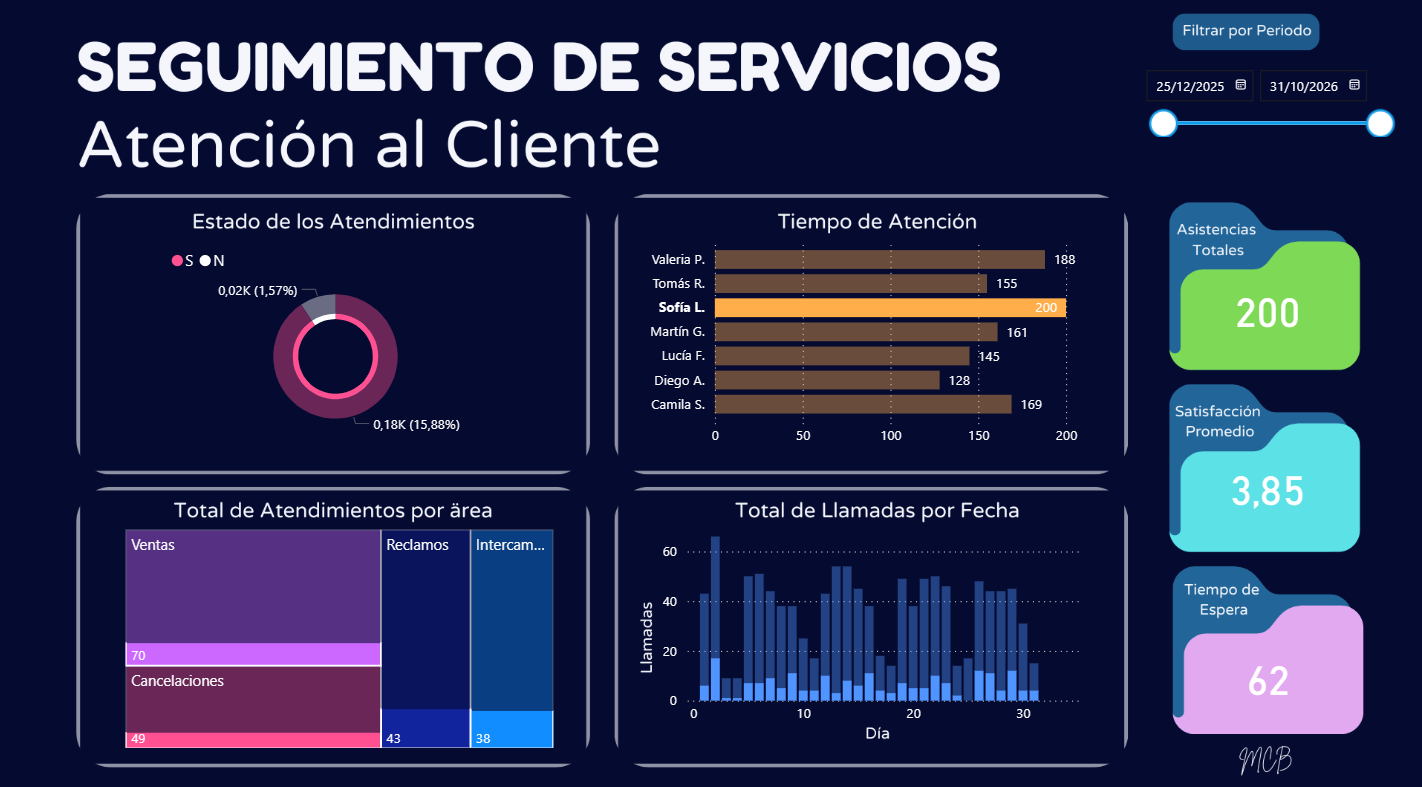 SEGUIMIENTO DE SERVICIOS
Atención al Cliente
Filtrar por Periodo
25/12/2025
31/10/2026
Estado de los Atendimientos
S
N
0,02K (1,57%)
0,18K (15,88%)
Tiempo de Atención
Valeria P.
188
Tomás R.
155
Sofía L.
200
Martín G.
161
Lucía F.
145
Diego A.
128
Camila S.
169
0
50
100
150
200
Asistencias
Totales
200
Satisfacción
Promedio
3,85
Tiempo de
Espera
62
Total de Atendimientos por ärea
Ventas
70
Cancelaciones
49
Reclamos
43
Intercam...
38
Total de Llamadas por Fecha
Llamadas
60
40
20
0
0
10
20
30
Día
MCB